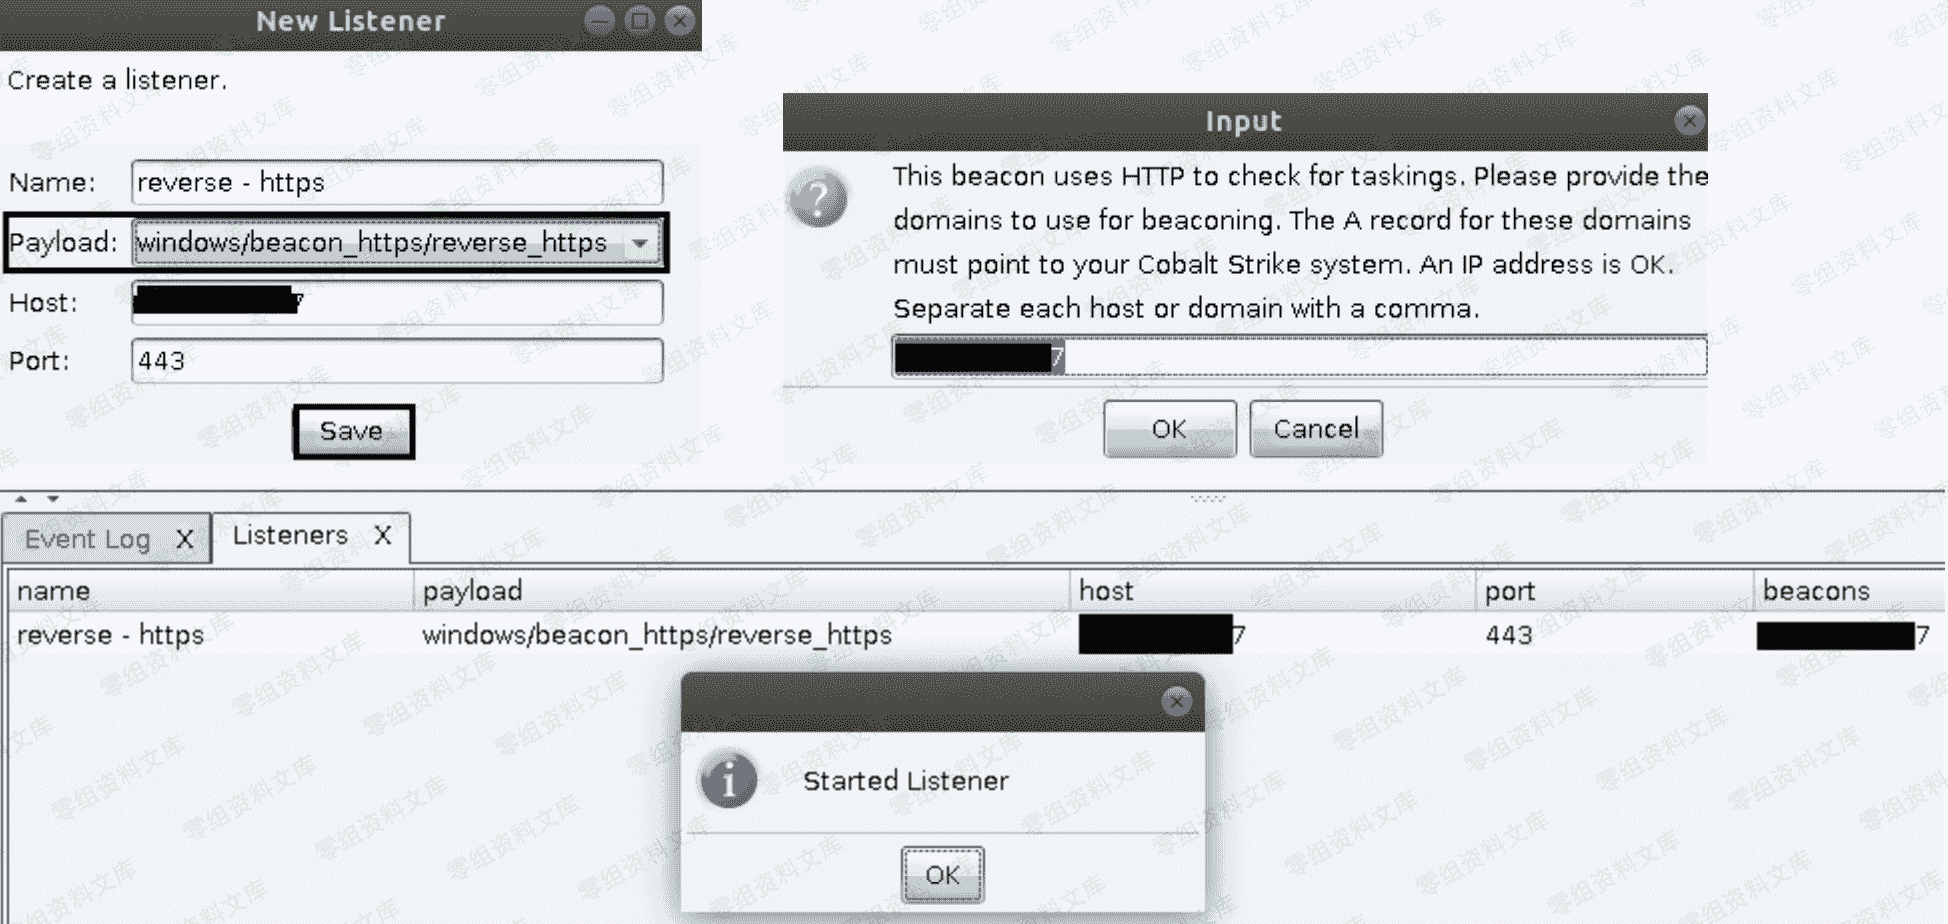 New Listener
Create a listener.
Name: reverse - https
Payload: windows/beacon_https/reverse_https
Host: 7
Port: 443
Save
Input
This beacon uses HTTP to check for taskings. Please provide the
domains to use for beaconing. The A record for these domains
must point to your Cobalt Strike system. An IP address is OK.
Separate each host or domain with a comma.
7
OK Cancel
Event Log X Listeners X
name payload host port beacons
reverse - https windows/beacon_https/reverse_https 7 443 7
Started Listener
OK
零组资料文库